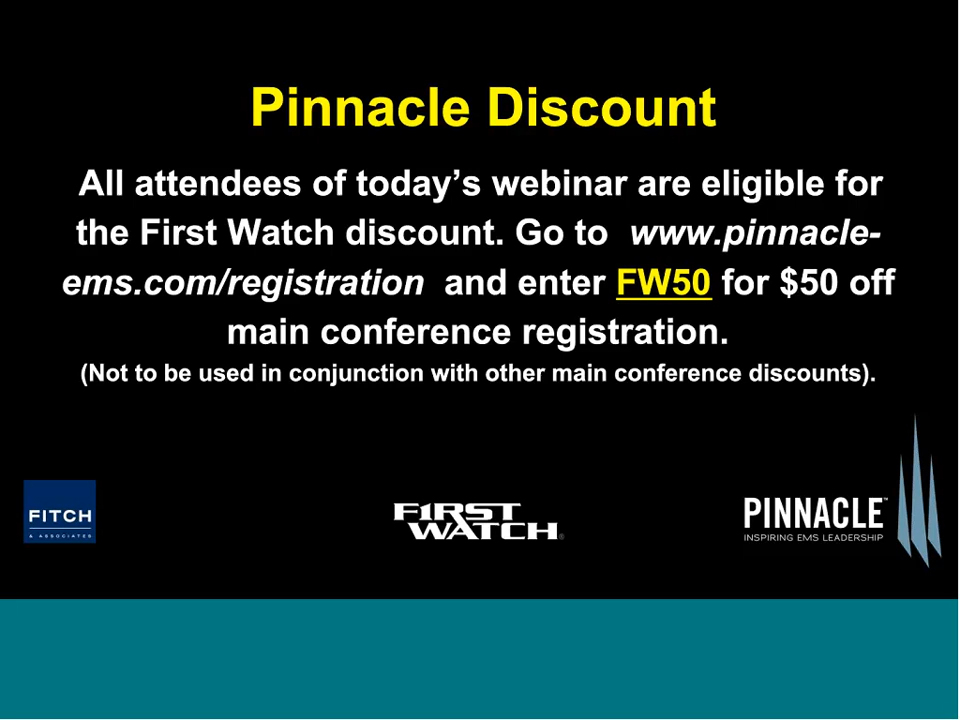 Pinnacle Discount
All attendees of today’s webinar are eligible for
the First Watch discount. Go to www.pinnacle-
ems.com/registration and enter FW50 for $50 off
main conference registration.
(Not to be used in conjunction with other main conference discounts).
FITCH
& ASSOCIATES
FIRST
WATCH
PINNACLE™
INSPIRING EMS LEADERSHIP